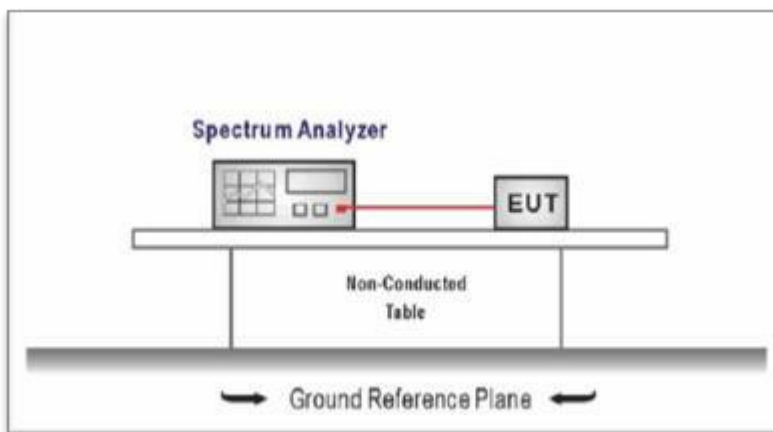 Spectrum Analyzer
EUT
Non-Conducted
Table
Ground Reference Plane